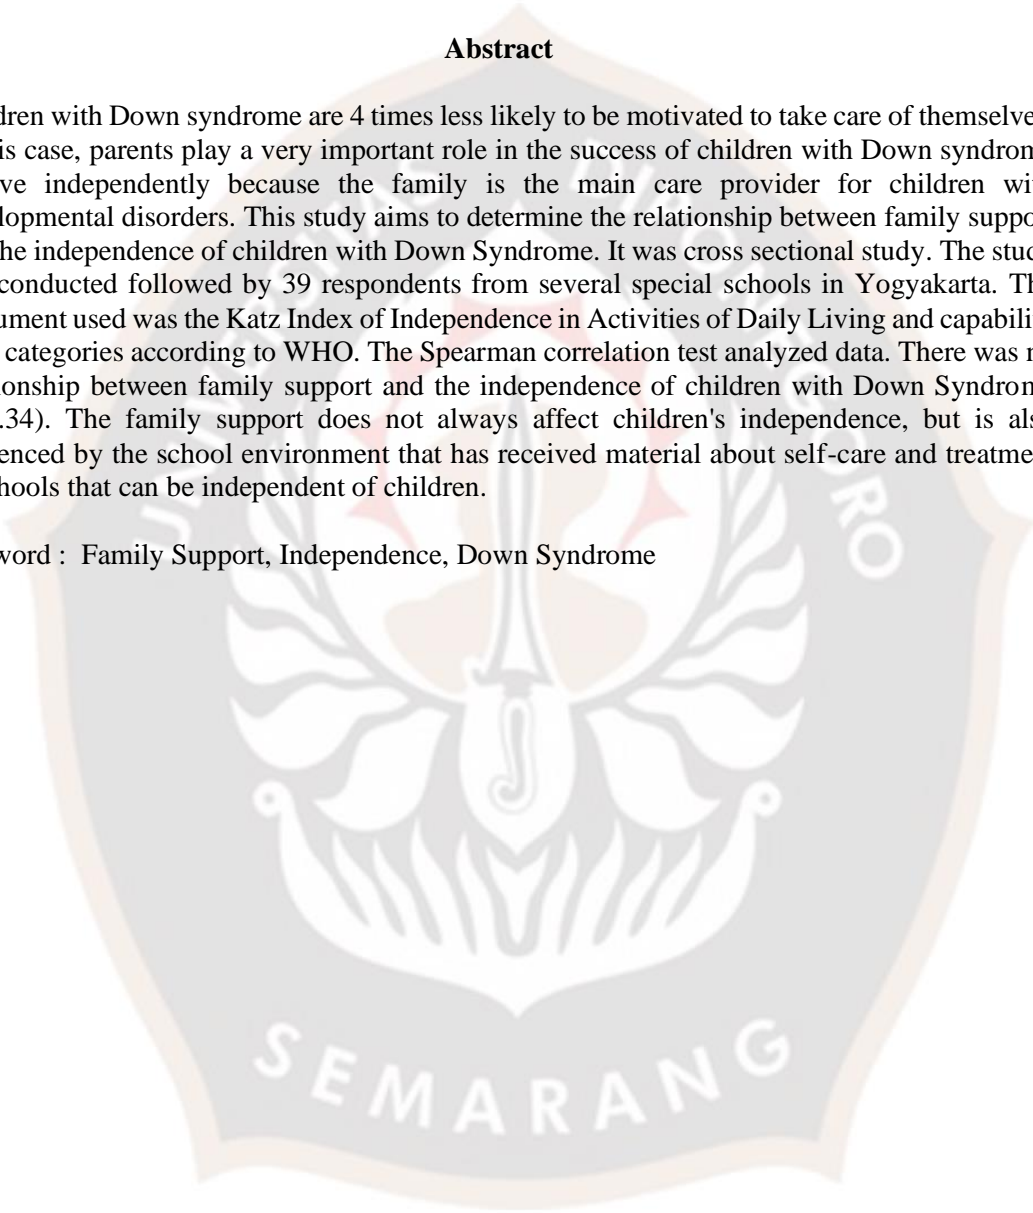 Abstract
dren with Down syndrome are 4 times less likely to be motivated to take care of themselve
is case, parents play a very important role in the success of children with Down syndrom
ve independently because the family is the main care provider for children wi
lopmental disorders. This study aims to determine the relationship between family suppo
he independence of children with Down Syndrome. It was cross sectional study. The stud
conducted followed by 39 respondents from several special schools in Yogyakarta. Th
ument used was the Katz Index of Independence in Activities of Daily Living and capabili
categories according to WHO. The Spearman correlation test analyzed data. There was n
ionship between family support and the independence of children with Down Syndrom
.34). The family support does not always affect children's independence, but is als
enced by the school environment that has received material about self-care and treatme
hools that can be independent of children.
word : Family Support, Independence, Down Syndrome
UNIVERSITAS DIPONEGORO
SEMARANG